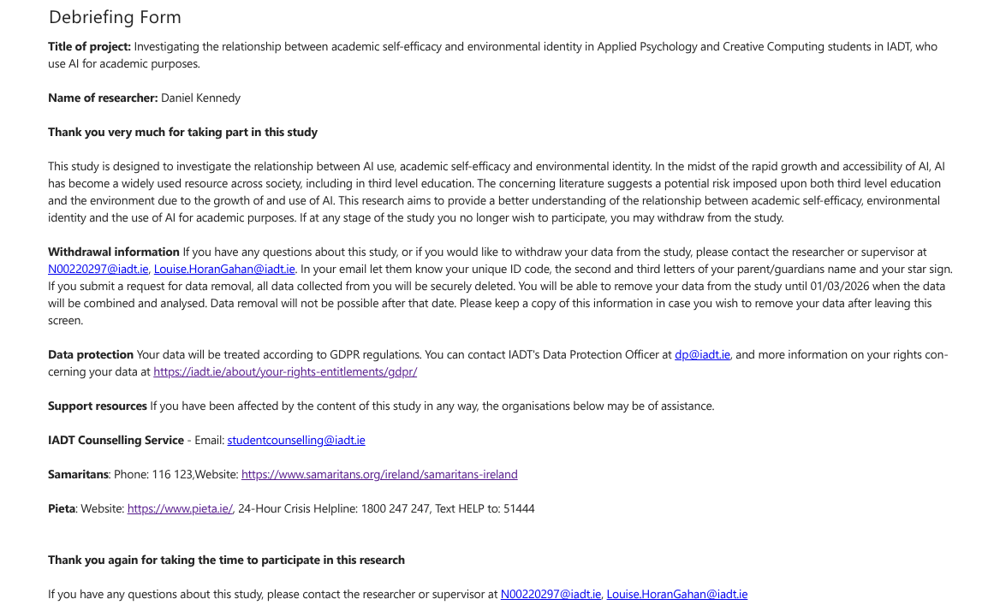 Debriefing Form
Title of project: Investigating the relationship between academic self-efficacy and environmental identity in Applied Psychology and Creative Computing students in IADT, who
use AI for academic purposes.
Name of researcher: Daniel Kennedy
Thank you very much for taking part in this study
This study is designed to investigate the relationship between AI use, academic self-efficacy and environmental identity. In the midst of the rapid growth and accessibility of AI, AI
has become a widely used resource across society, including in third level education. The concerning literature suggests a potential risk imposed upon both third level education
and the environment due to the growth of and use of AI. This research aims to provide a better understanding of the relationship between academic self-efficacy, environmental
identity and the use of AI for academic purposes. If at any stage of the study you no longer wish to participate, you may withdraw from the study.
Withdrawal information If you have any questions about this study, or if you would like to withdraw your data from the study, please contact the researcher or supervisor at
N00220297@iadt.ie, Louise.HoranGahan@iadt.ie. In your email let them know your unique ID code, the second and third letters of your parent/guardians name and your star sign.
If you submit a request for data removal, all data collected from you will be securely deleted. You will be able to remove your data from the study until 01/03/2026 when the data
will be combined and analysed. Data removal will not be possible after that date. Please keep a copy of this information in case you wish to remove your data after leaving this
screen.
Data protection Your data will be treated according to GDPR regulations. You can contact IADT's Data Protection Officer at dp@iadt.ie, and more information on your rights con-
cerning your data at https://iadt.ie/about/your-rights-entitlements/gdpr/
Support resources If you have been affected by the content of this study in any way, the organisations below may be of assistance.
IADT Counselling Service - Email: studentcounselling@iadt.ie
Samaritans: Phone: 116 123,Website: https://www.samaritans.org/ireland/samaritans-ireland
Pieta: Website: https://www.pieta.ie/, 24-Hour Crisis Helpline: 1800 247 247, Text HELP to: 51444
Thank you again for taking the time to participate in this research
If you have any questions about this study, please contact the researcher or supervisor at N00220297@iadt.ie, Louise.HoranGahan@iadt.ie